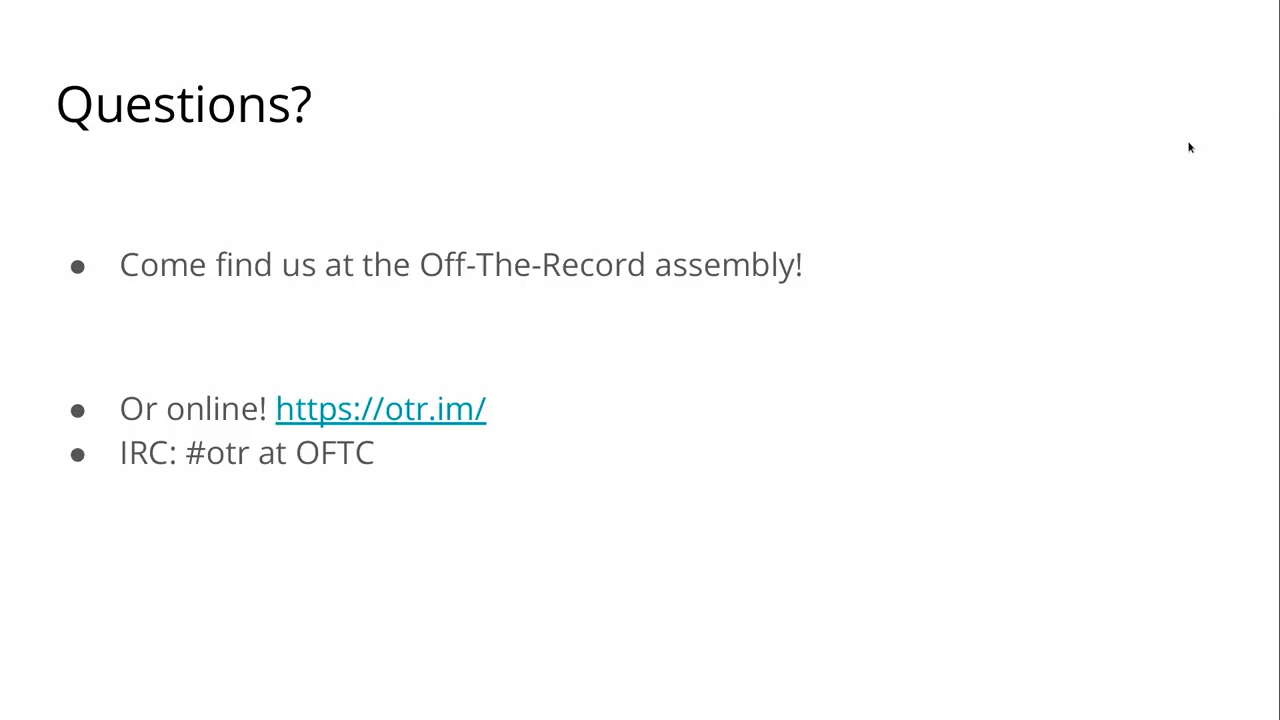 Questions?
● Come find us at the Off-The-Record assembly!
● Or online! https://otr.im/
● IRC: #otr at OFTC